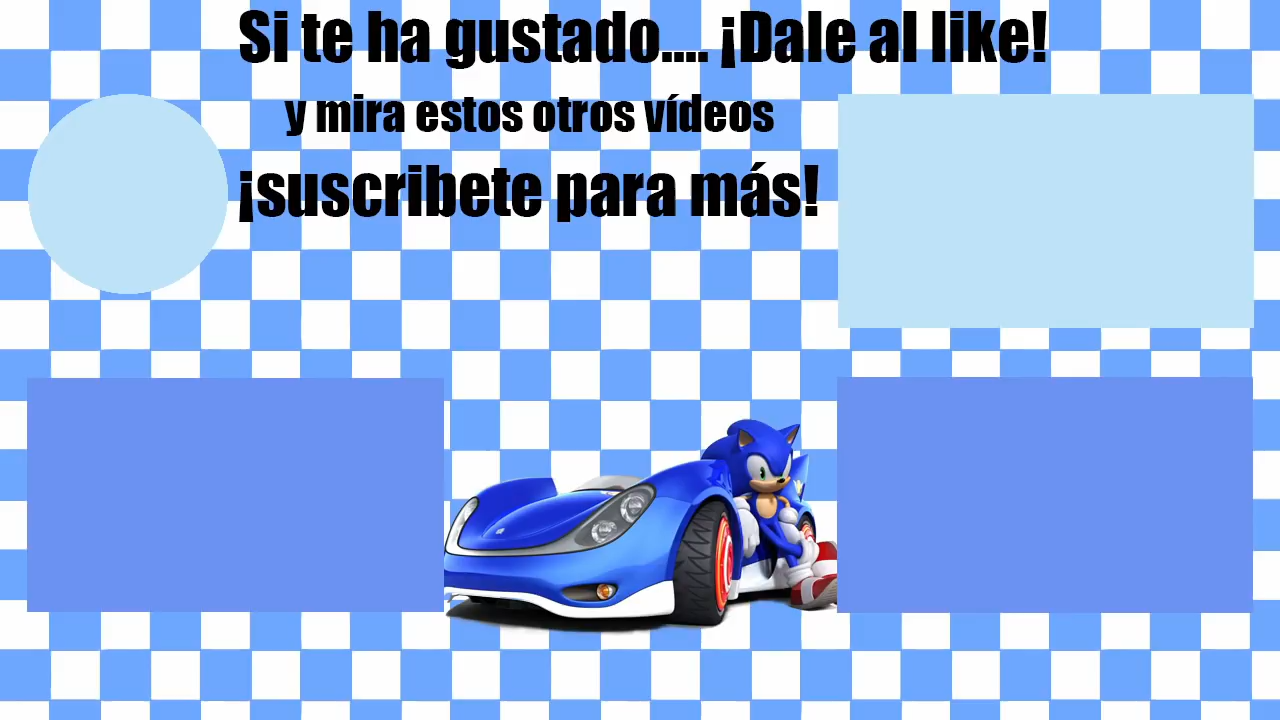 Si te ha gustado.... ¡Dale al like!
y mira estos otros vídeos
¡suscribete para más!